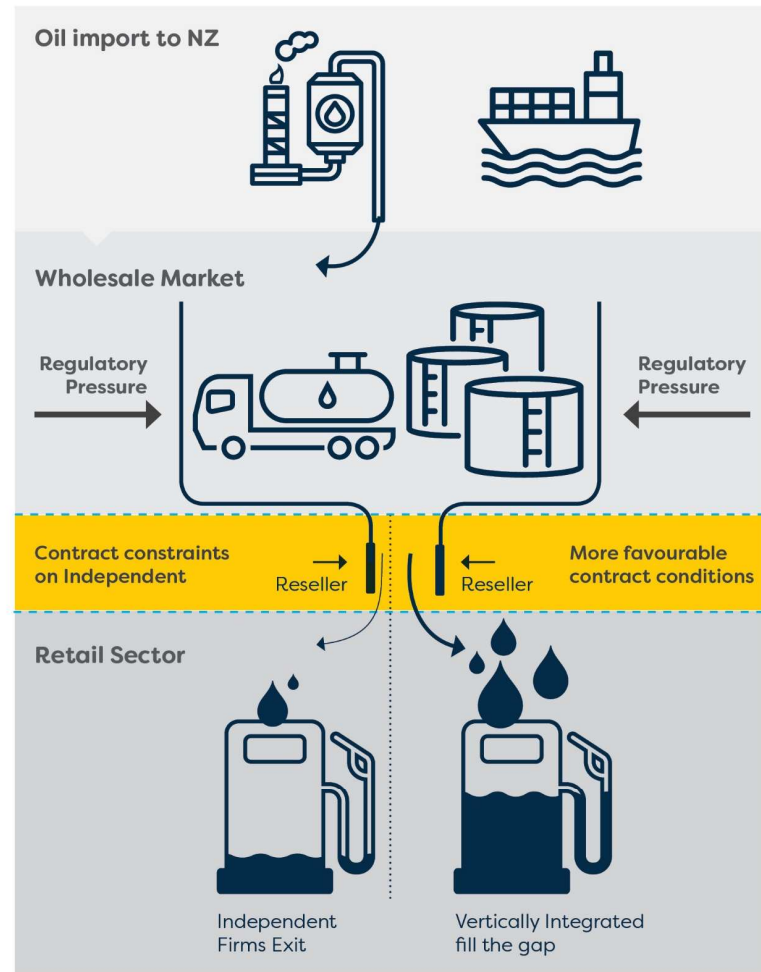 Oil import to NZ
Wholesale Market
Regulatory
Pressure
Regulatory
Pressure
Contract constraints
on Independent
Reseller
Reseller
More favourable
contract conditions
Retail Sector
Independent
Firms Exit
Vertically Integrated
fill the gap